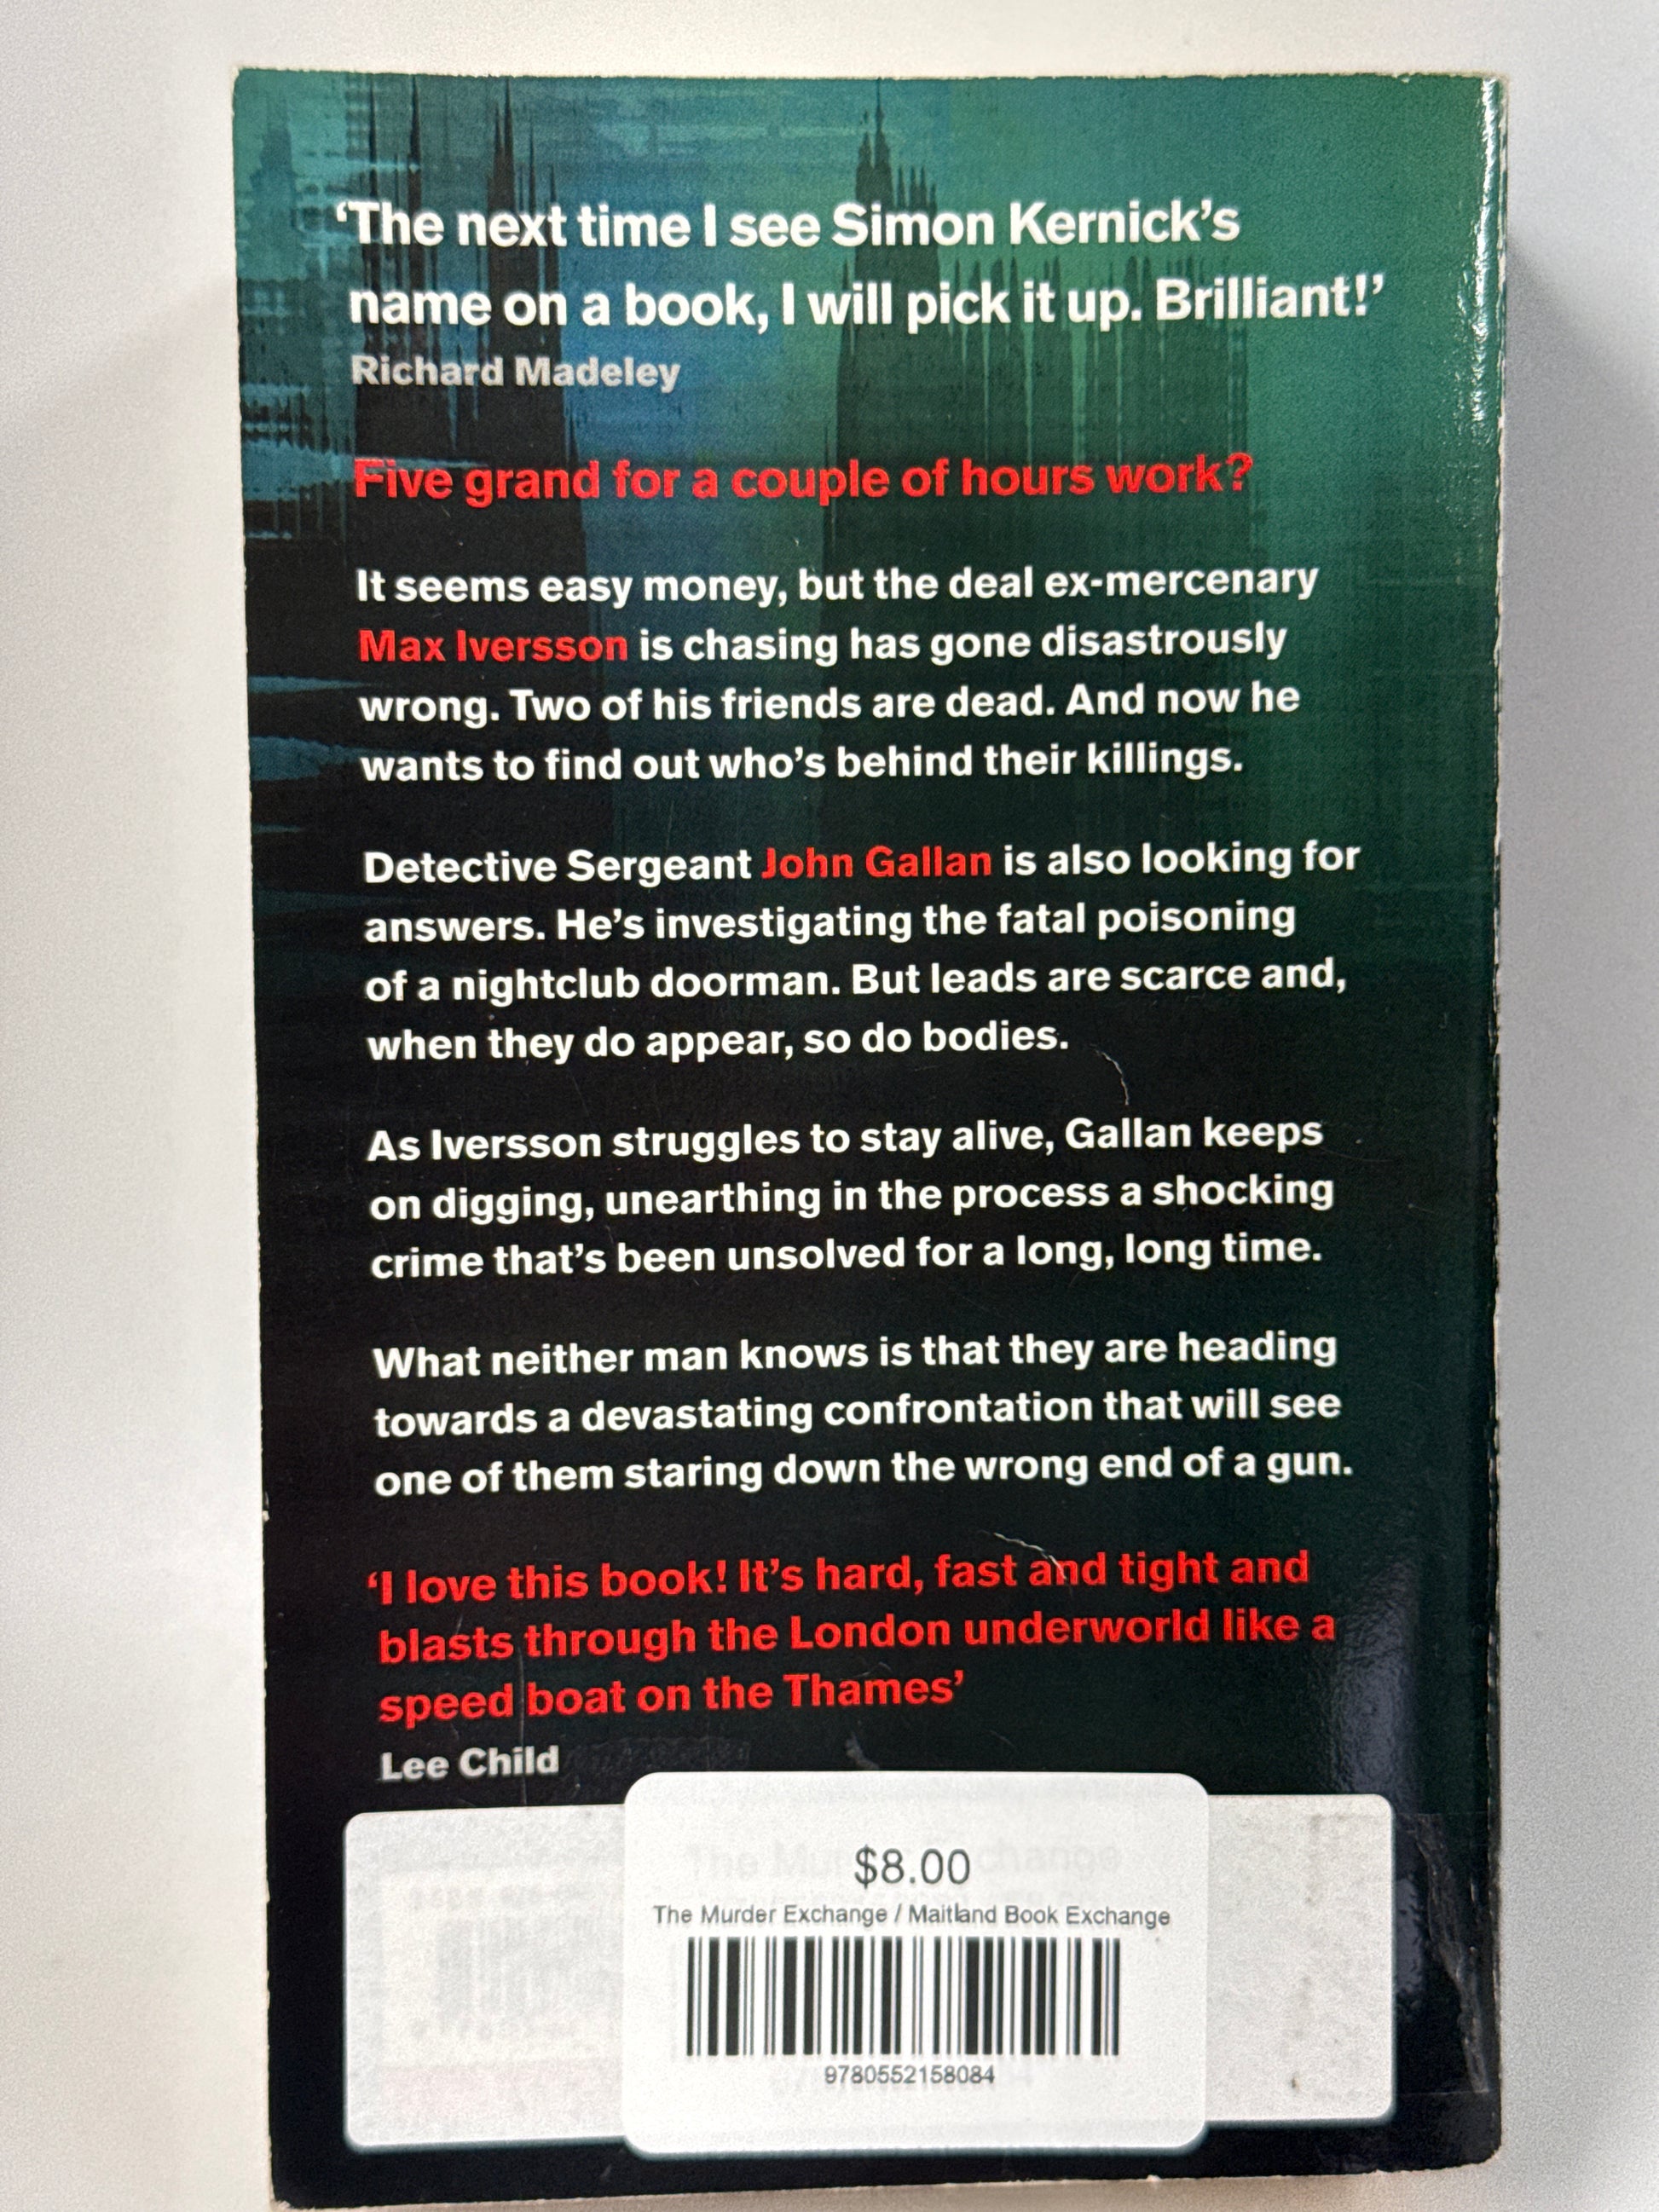 ‘The next time I see Simon Kernick’s
name on a book, I will pick it up. Brilliant!’
Richard Madeley
Five grand for a couple of hours work?
It seems easy money, but the deal ex-mercenary
Max Iversson is chasing has gone disastrously
wrong. Two of his friends are dead. And now he
wants to find out who’s behind their killings.
Detective Sergeant John Gallan is also looking for
answers. He’s investigating the fatal poisoning
of a nightclub doorman. But leads are scarce and,
when they do appear, so do bodies.
As Iversson struggles to stay alive, Gallan keeps
on digging, unearthing in the process a shocking
crime that’s been unsolved for a long, long time.
What neither man knows is that they are heading
towards a devastating confrontation that will see
one of them staring down the wrong end of a gun.
‘I love this book! It’s hard, fast and tight and
blasts through the London underworld like a
speed boat on the Thames’
Lee Child
$8.00
The Murder Exchange / Maitland Book Exchange
9780552158084